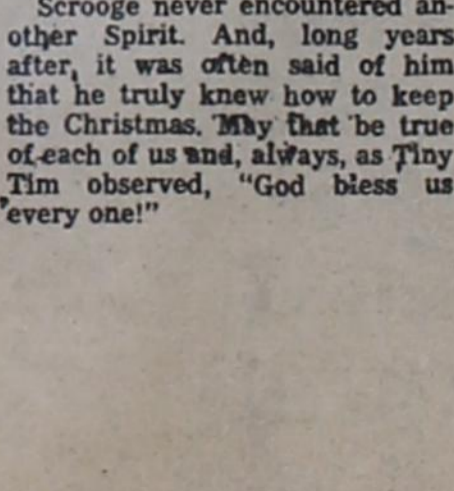 Scrooge never encountered an-
other Spirit. And, long years
after, it was often said of him
that he truly knew how to keep
the Christmas. May that be true
of each of us and, always, as Tiny
Tim observed, "God bless us
every one!"